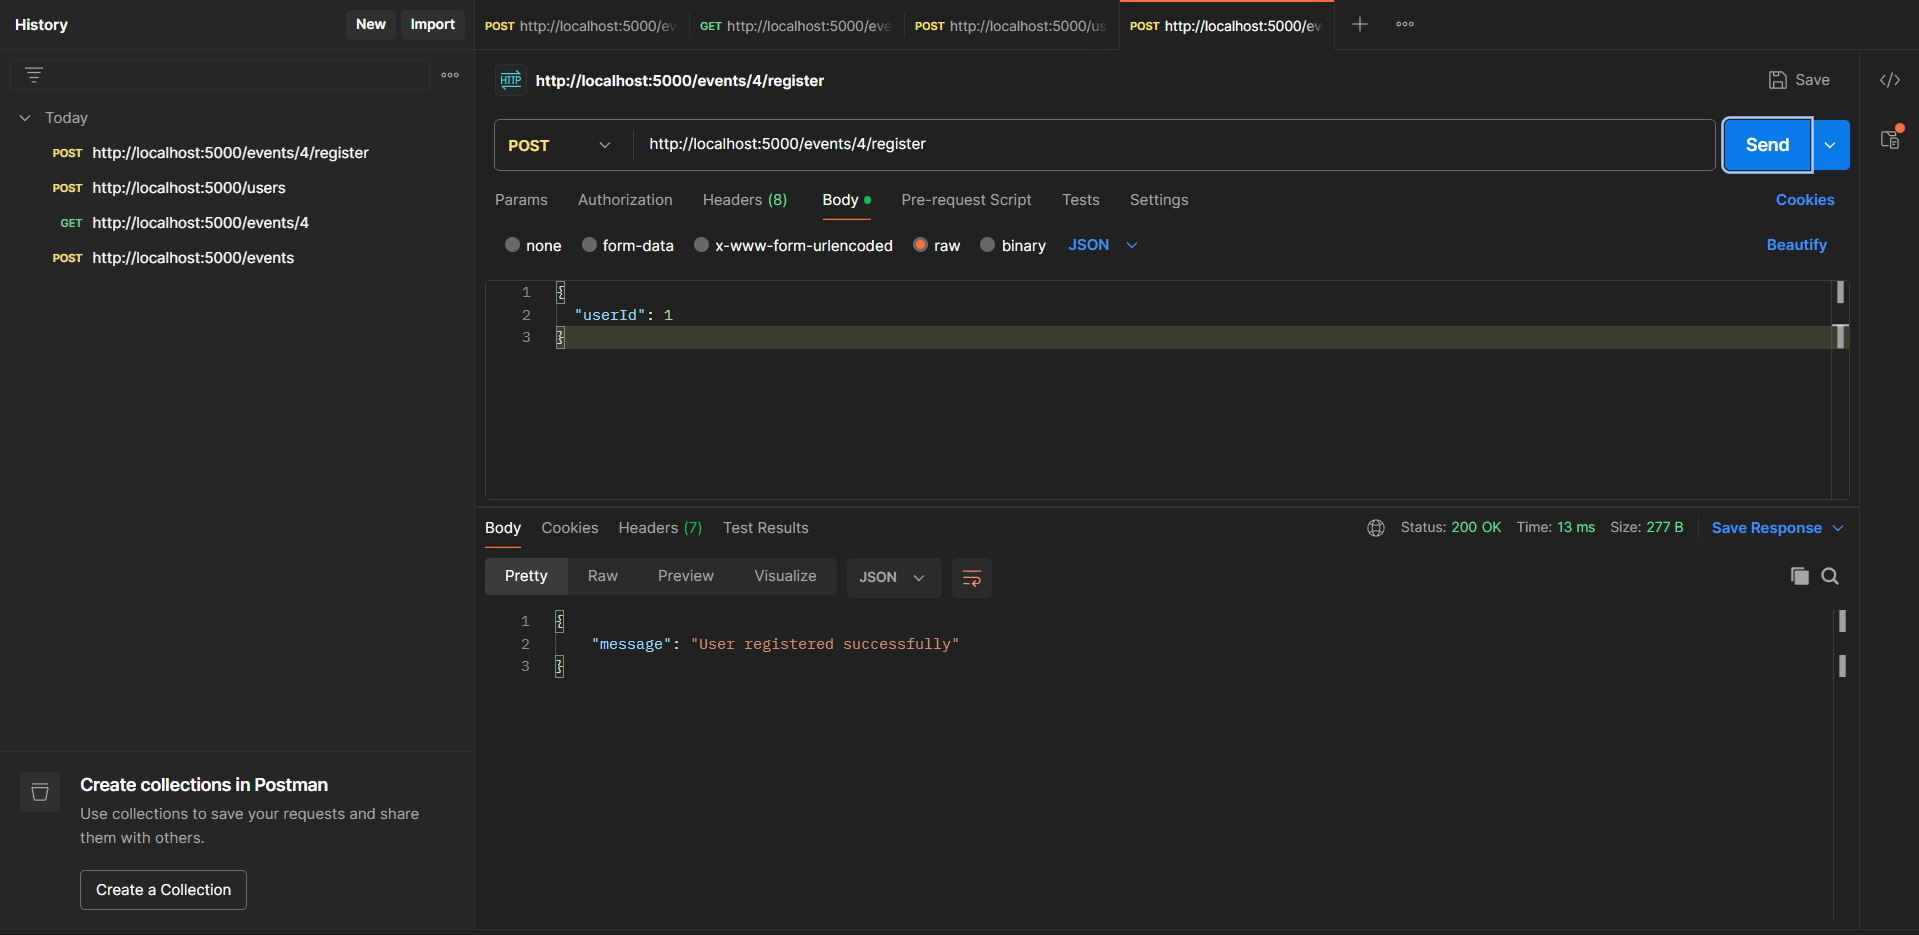 History
New
Import
POST http://localhost:5000/ev
GET http://localhost:5000/eve
POST http://localhost:5000/us
POST http://localhost:5000/ev
HTTP
http://localhost:5000/events/4/register
Save
Today
POST http://localhost:5000/events/4/register
POST http://localhost:5000/users
GET http://localhost:5000/events/4
POST http://localhost:5000/events
POST
http://localhost:5000/events/4/register
Send
Params
Authorization
Headers (8)
Body
Pre-request Script
Tests
Settings
Cookies
none
form-data
x-www-form-urlencoded
raw
binary
JSON
Beautify
1 {
2 "userId": 1
3 }
Body
Cookies
Headers (7)
Test Results
Status: 200 OK
Time: 13 ms
Size: 277 B
Save Response
Pretty
Raw
Preview
Visualize
JSON
1 {
2 "message": "User registered successfully"
3 }
Create collections in Postman
Use collections to save your requests and share
them with others.
Create a Collection